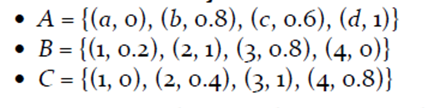 • A = {(a, 0), (b, 0.8), (c, 0.6), (d, 1)}
• B = {(1, 0.2), (2, 1), (3, 0.8), (4, 0)}
• C = {(1, 0), (2, 0.4), (3, 1), (4, 0.8)}